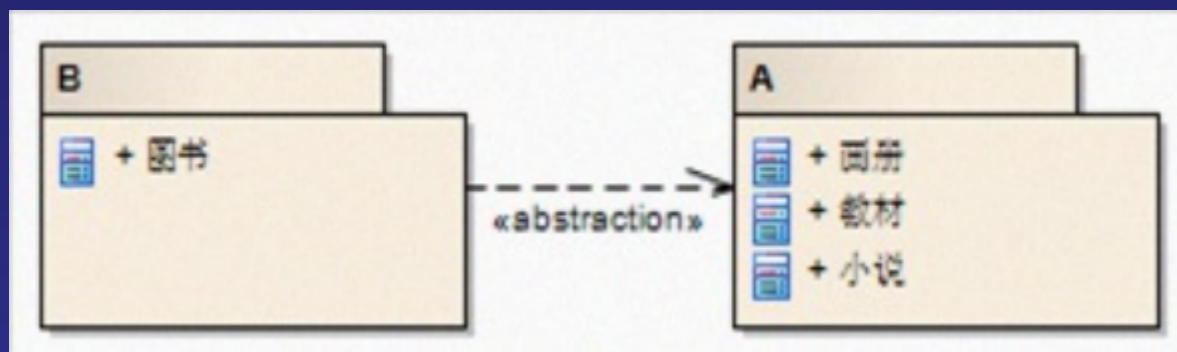 B
+ 图书
«abstraction»
A
+ 画册
+ 教材
+ 小说